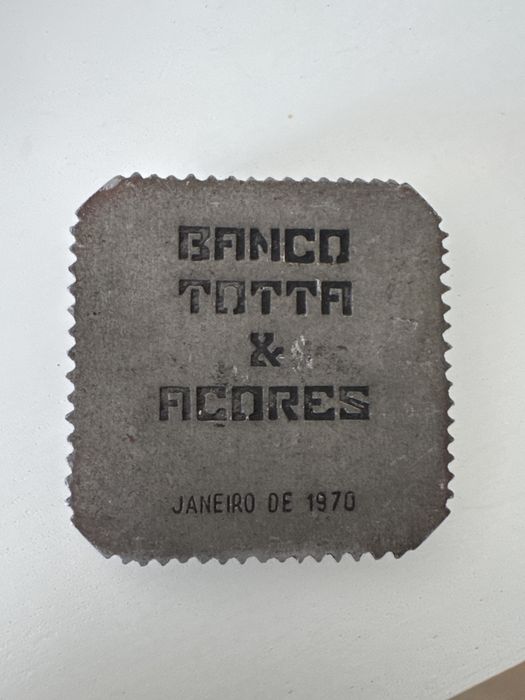 BANCO
TOTTA
&
ACORES
JANEIRO DE 1970